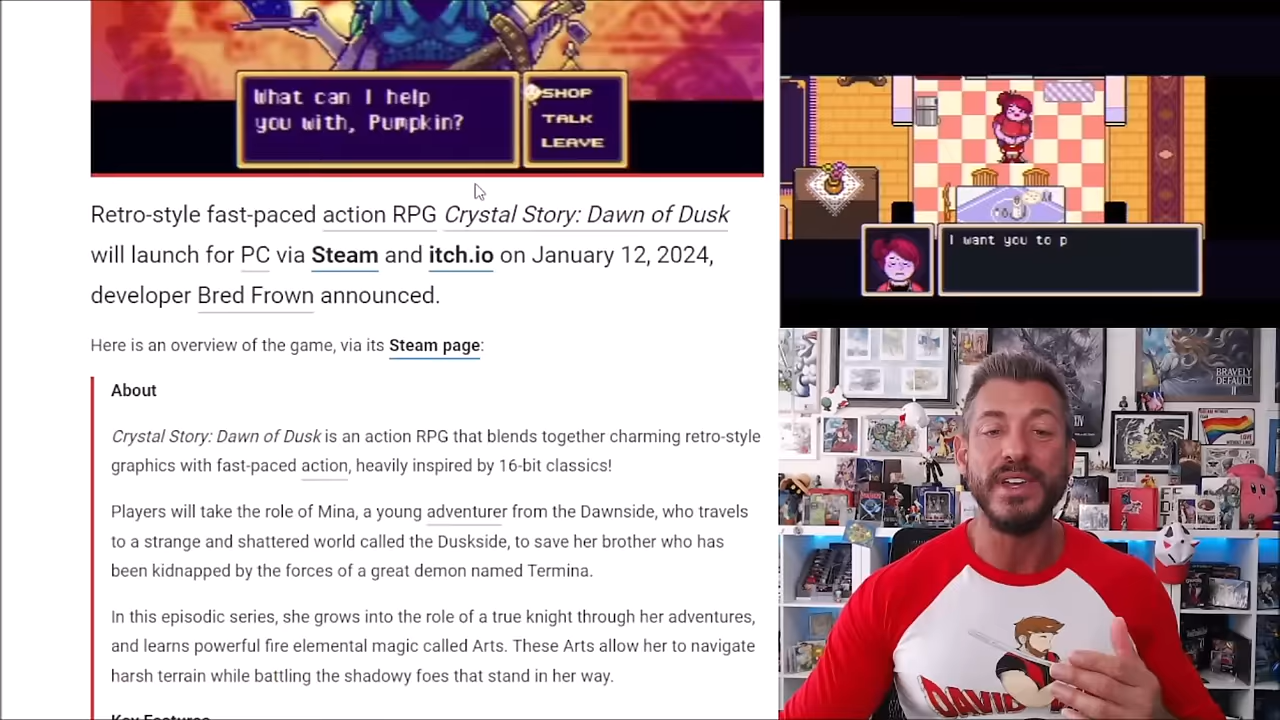 What can I help
you with, Pumpkin?
SHOP
TALK
LEAVE
Retro-style fast-paced action RPG Crystal Story: Dawn of Dusk
will launch for PC via Steam and itch.io on January 12, 2024,
developer Bred Frown announced.
Here is an overview of the game, via its Steam page:
About
Crystal Story: Dawn of Dusk is an action RPG that blends together charming retro-style
graphics with fast-paced action, heavily inspired by 16-bit classics!
Players will take the role of Mina, a young adventurer from the Dawnside, who travels
to a strange and shattered world called the Duskside, to save her brother who has
been kidnapped by the forces of a great demon named Termina.
In this episodic series, she grows into the role of a true knight through her adventures,
and learns powerful fire elemental magic called Arts. These Arts allow her to navigate
harsh terrain while battling the shadowy foes that stand in her way.
Key Features
I want you to p
BRAVELY
DEFAULT
II
DAVID